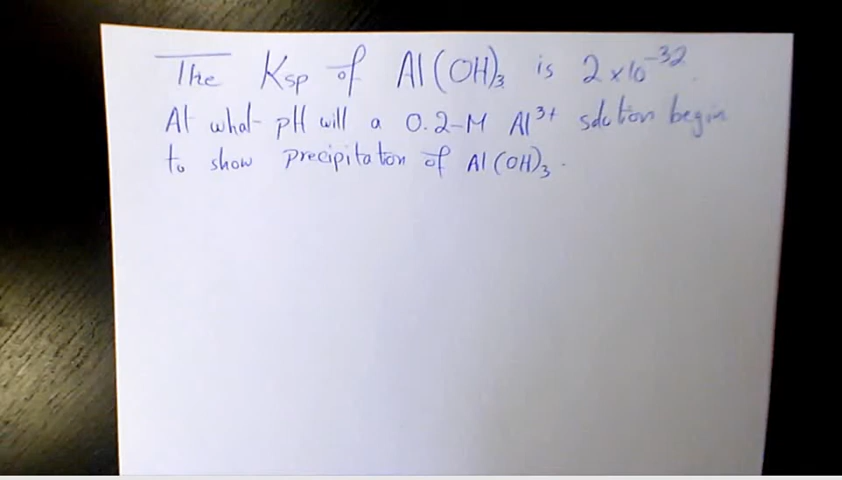 The Ksp of Al(OH)₃ is 2×10⁻³²
At what pH will a 0.2-M Al³⁺ solution begin
to show precipitation of Al(OH)₃.